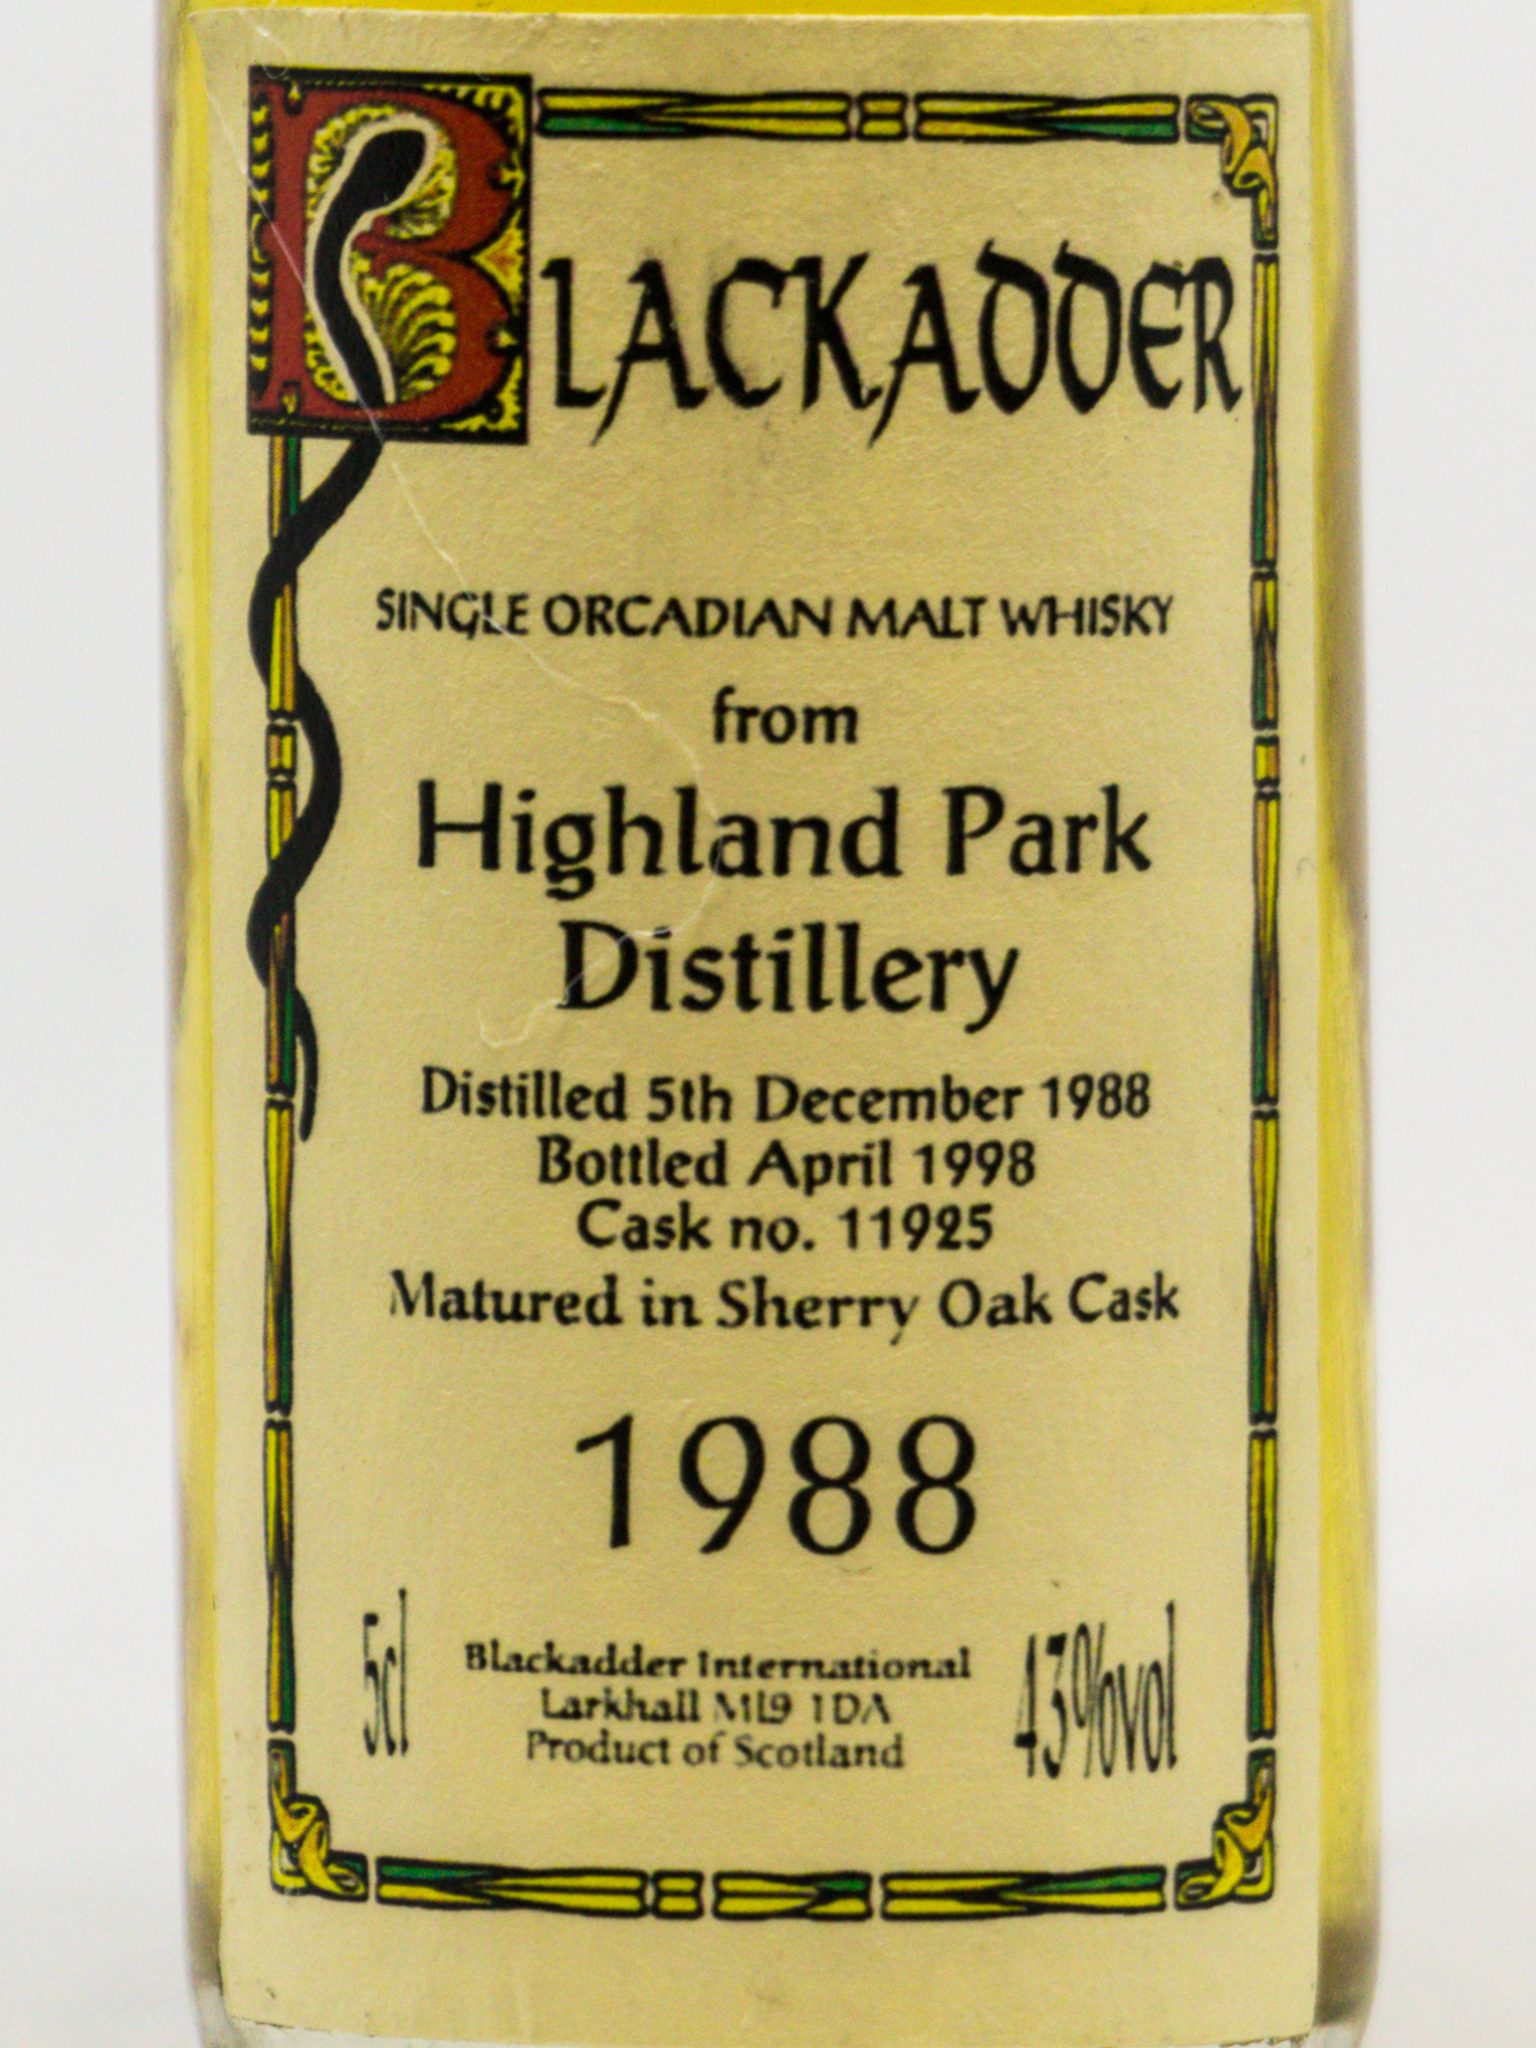 BLACKADDER
SINGLE ORCADIAN MALT WHISKY
from
Highland Park
Distillery
Distilled 5th December 1988
Bottled April 1998
Cask no. 11925
Matured in Sherry Oak Cask
1988
5cl
Blackadder International
Larkhall ML9 1DA
Product of Scotland
43%vol